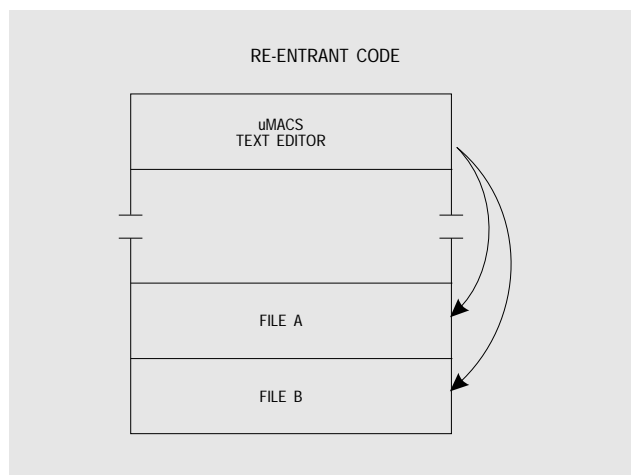 RE-ENTRANT CODE
uMACS
TEXT EDITOR
FILE A
FILE B